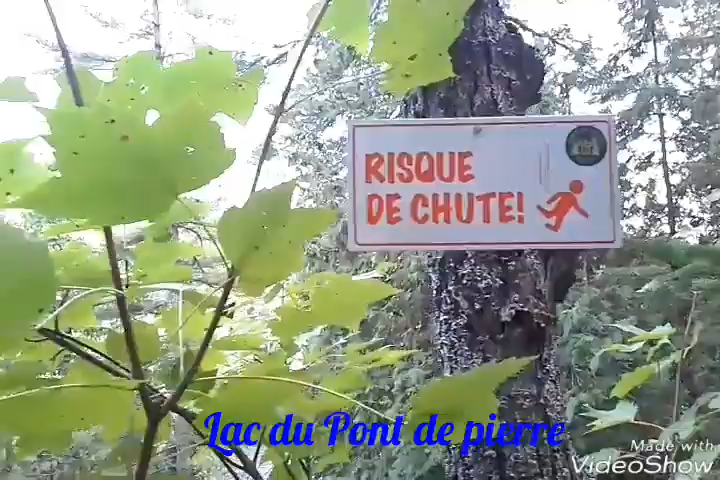 RISQUE
DE CHUTE!
Lac du Pont de pierre
Made with
VideoShow